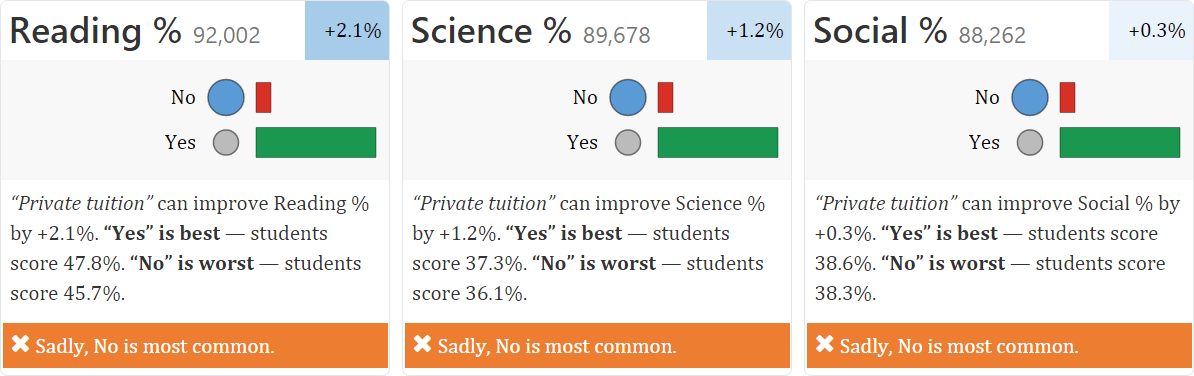 Reading % 92,002 +2.1%
No
Yes
“Private tuition” can improve Reading %
by +2.1%. “Yes” is best — students
score 47.8%. “No” is worst — students
score 45.7%.
✖ Sadly, No is most common.
Science % 89,678 +1.2%
No
Yes
“Private tuition” can improve Science %
by +1.2%. “Yes” is best — students
score 37.3%. “No” is worst — students
score 36.1%.
✖ Sadly, No is most common.
Social % 88,262 +0.3%
No
Yes
“Private tuition” can improve Social % by
+0.3%. “Yes” is best — students score
38.6%. “No” is worst — students score
38.3%.
✖ Sadly, No is most common.